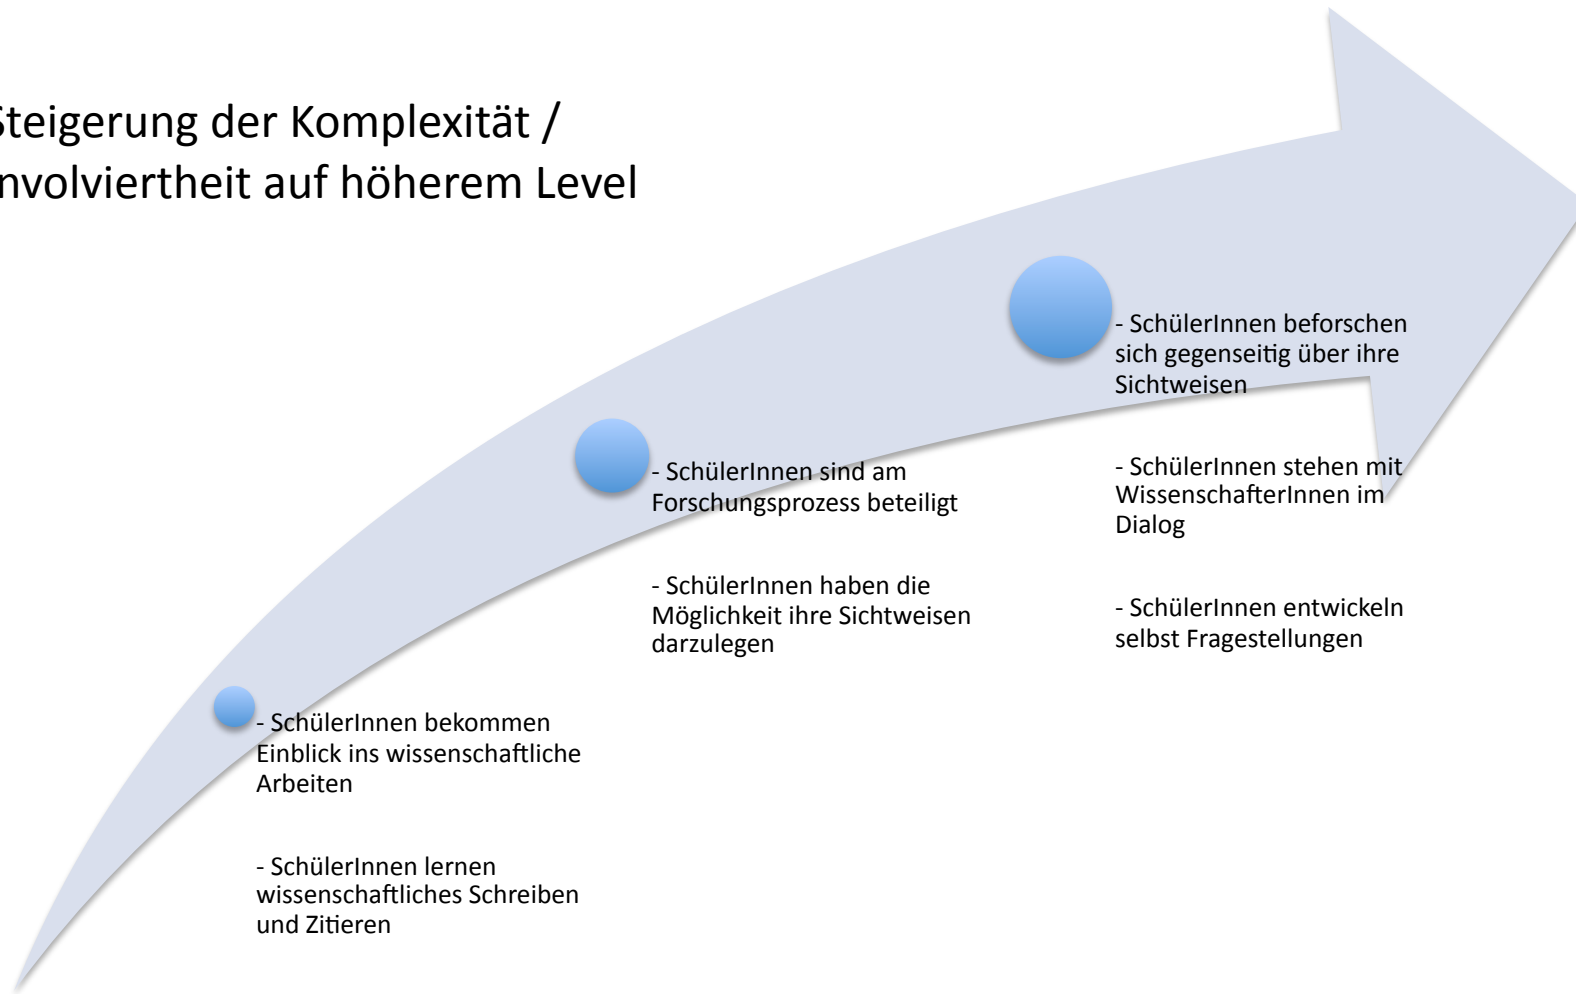 Steigerung der Komplexität /
nvolviertheit auf höherem Level
- SchülerInnen bekommen
Einblick ins wissenschaftliche
Arbeiten
- SchülerInnen lernen
wissenschaftliches Schreiben
und Zitieren
- SchülerInnen sind am
Forschungsprozess beteiligt
- SchülerInnen haben die
Möglichkeit ihre Sichtweisen
darzulegen
- SchülerInnen beforschen
sich gegenseitig über ihre
Sichtweisen
- SchülerInnen stehen mit
WissenschafterInnen im
Dialog
- SchülerInnen entwickeln
selbst Fragestellungen